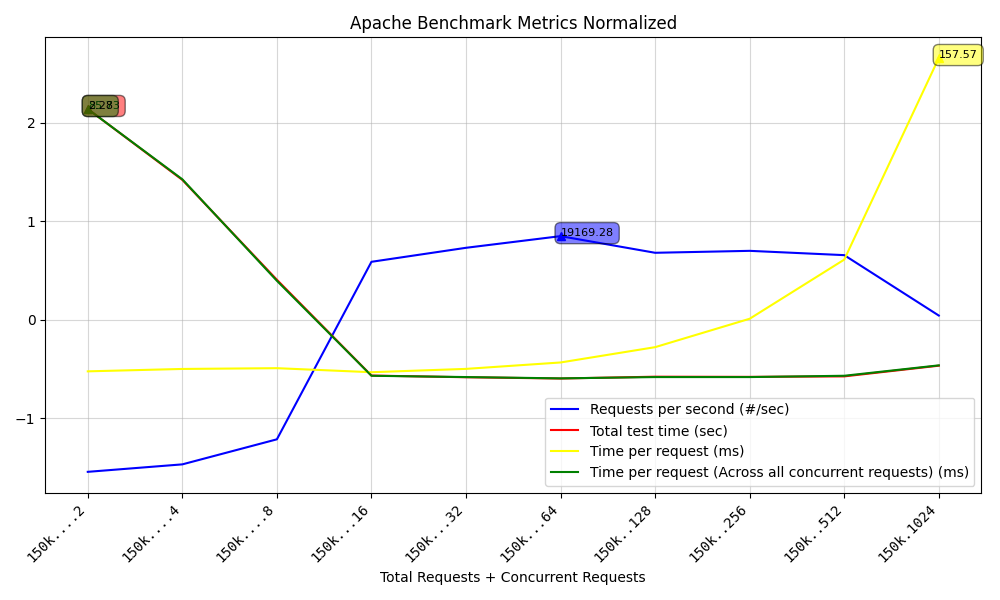 Apache Benchmark Metrics Normalized
157.57
19169.28
2
1
0
−1
Requests per second (#/sec)
Total test time (sec)
Time per request (ms)
Time per request (Across all concurrent requests) (ms)
150k....2
150k....4
150k....8
150k...16
150k...32
150k...64
150k..128
150k..256
150k..512
150k.1024
Total Requests + Concurrent Requests